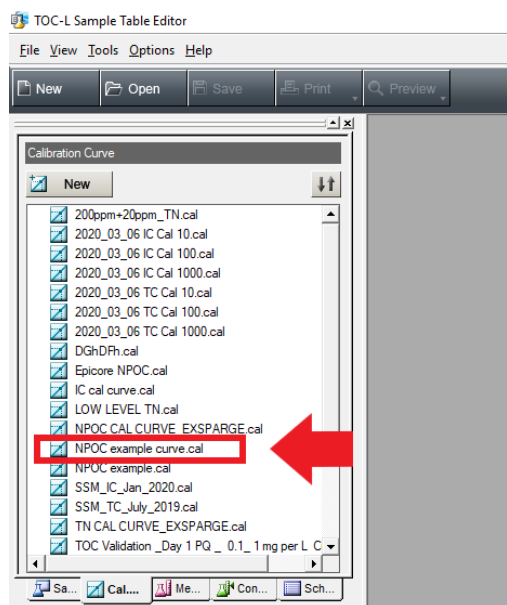 TOC-L Sample Table Editor
File View Tools Options Help
New Open Save Print Preview
Calibration Curve
New
200ppm+20ppm_TN.cal
2020_03_06 IC Cal 10.cal
2020_03_06 IC Cal 100.cal
2020_03_06 IC Cal 1000.cal
2020_03_06 TC Cal 10.cal
2020_03_06 TC Cal 100.cal
2020_03_06 TC Cal 1000.cal
DGhDFh.cal
Epicore NPOC.cal
IC cal curve.cal
LOW LEVEL TN.cal
NPOC CAL CURVE_EXSPARGE.cal
NPOC example curve.cal
NPOC example.cal
SSM_IC_Jan_2020.cal
SSM_TC_July_2019.cal
TN CAL CURVE_EXSPARGE.cal
TOC Validation _Day 1 PQ _ 0.1_ 1 mg per L C
Sa... Cal.... Me... Con... Sch...